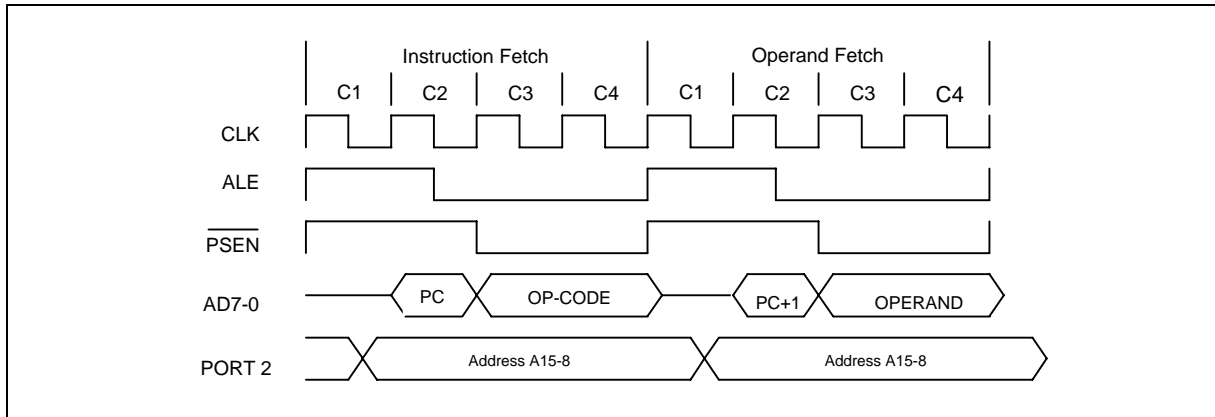 Instruction Fetch Operand Fetch
C1 C2 C3 C4 C1 C2 C3 C4
CLK
ALE
PSEN
AD7-0 PC OP-CODE PC+1 OPERAND
PORT 2 Address A15-8 Address A15-8